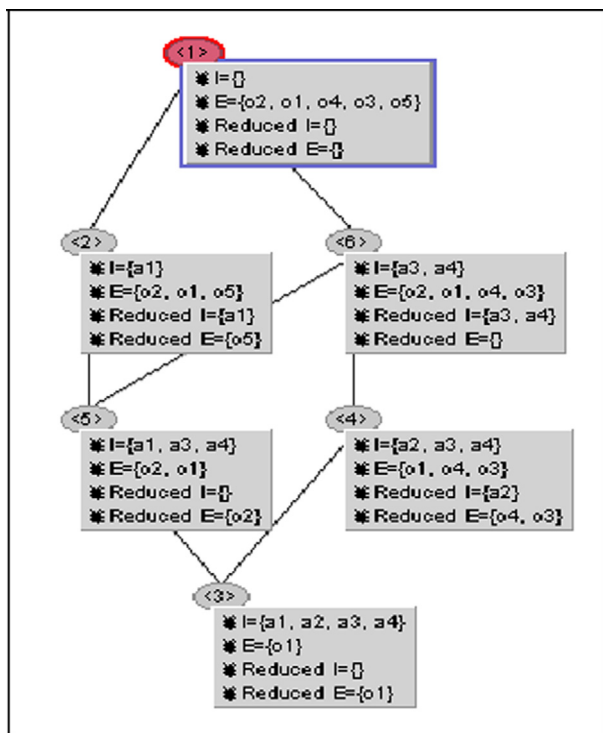 <1>
I={}
E={o2, o1, o4, o3, o5}
Reduced I={}
Reduced E={}
<2>
I={a1}
E={o2, o1, o5}
Reduced I={a1}
Reduced E={o5}
<6>
I={a3, a4}
E={o2, o1, o4, o3}
Reduced I={a3, a4}
Reduced E={}
<5>
I={a1, a3, a4}
E={o2, o1}
Reduced I={}
Reduced E={o2}
<4>
I={a2, a3, a4}
E={o1, o4, o3}
Reduced I={a2}
Reduced E={o4, o3}
<3>
I={a1, a2, a3, a4}
E={o1}
Reduced I={}
Reduced E={o1}